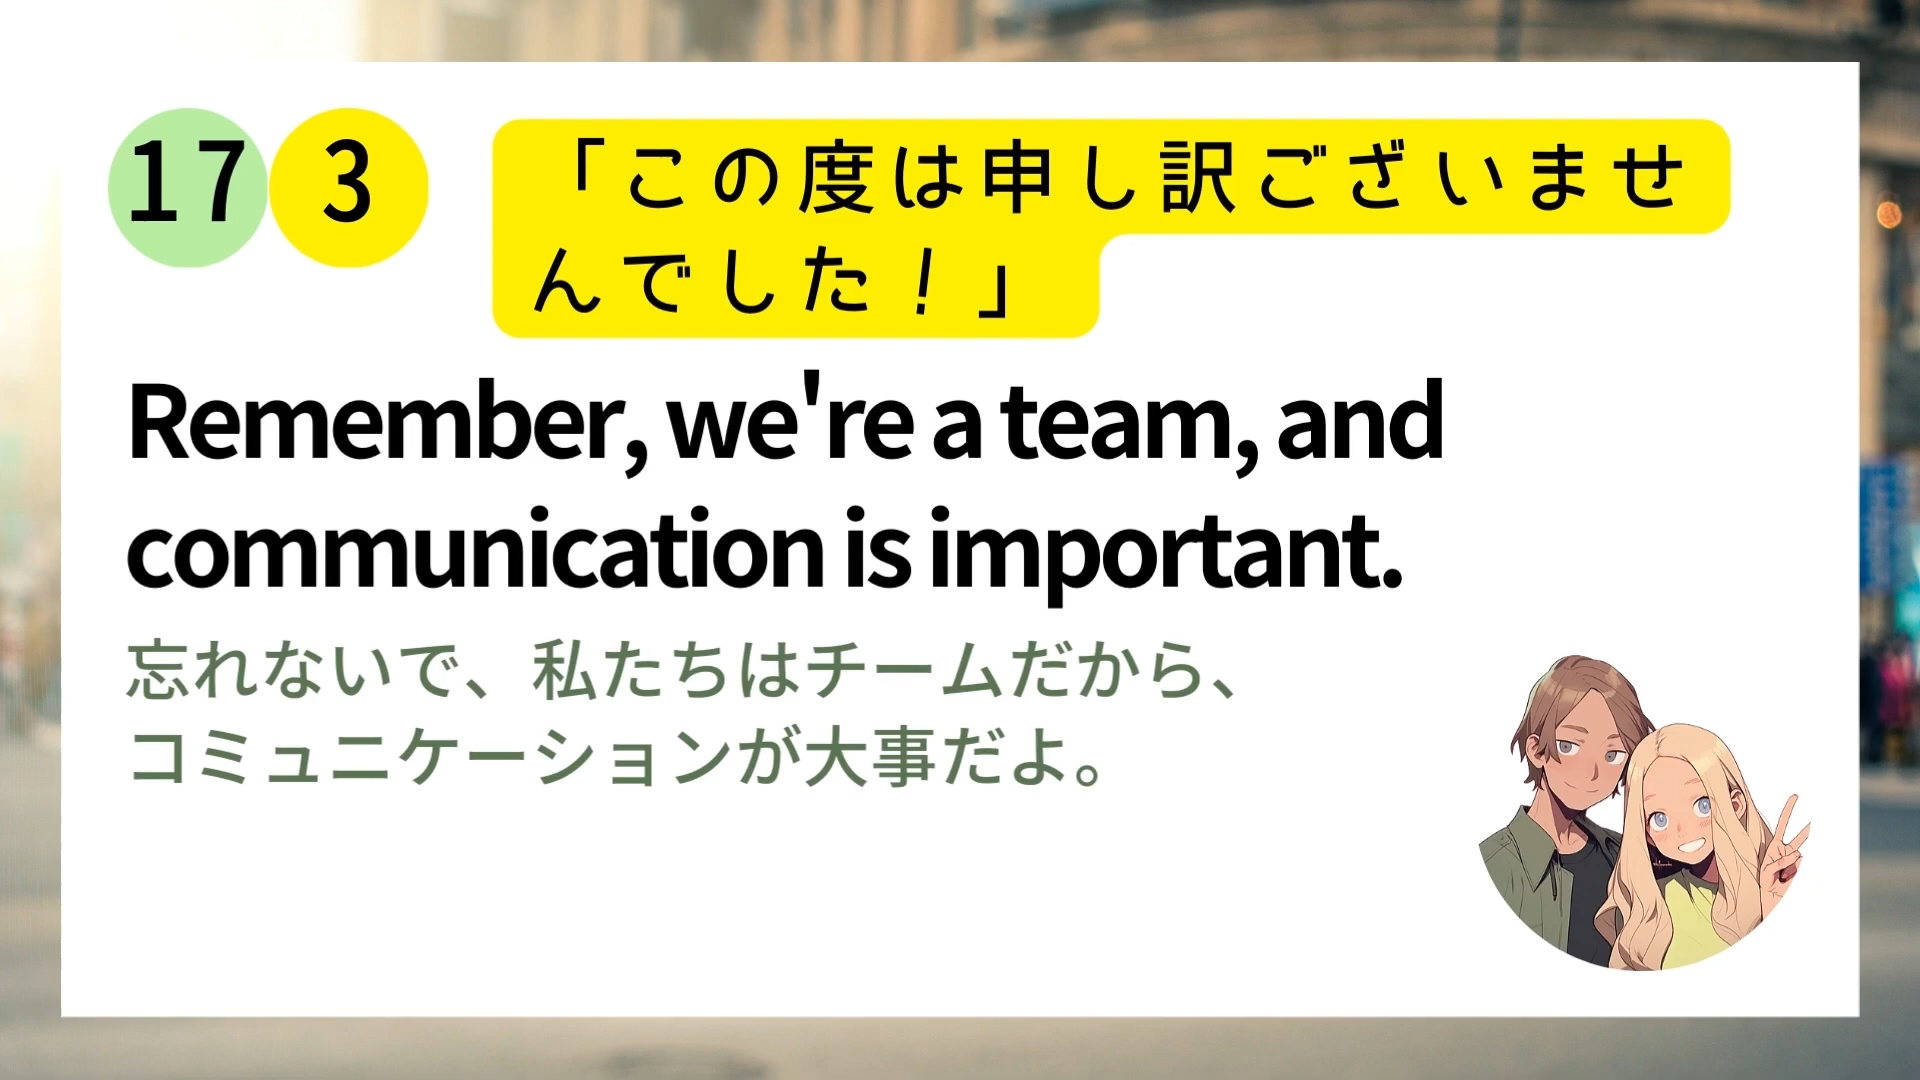 17 3
「この度は申し訳ございませ
んでした！」
Remember, we're a team, and
communication is important.
忘れないで、私たちはチームだから、
コミュニケーションが大事だよ。